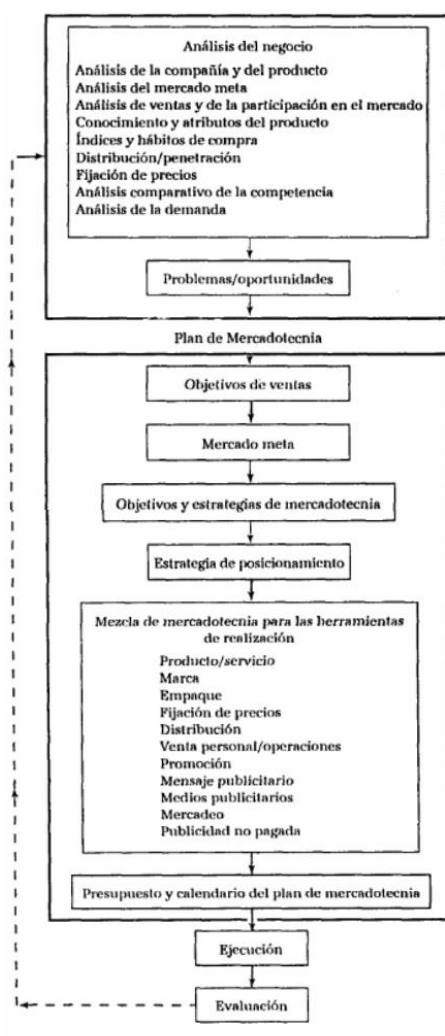 Análisis del negocio
Análisis de la compañía y del producto
Análisis del mercado meta
Análisis de ventas y de la participación en el mercado
Conocimiento y atributos del producto
Índices y hábitos de compra
Distribución/penetración
Fijación de precios
Análisis comparativo de la competencia
Análisis de la demanda
Problemas/oportunidades
Plan de Mercadotecnia
Objetivos de ventas
Mercado meta
Objetivos y estrategias de mercadotecnia
Estrategia de posicionamiento
Mezcla de mercadotecnia para las herramientas
de realización
Producto/servicio
Marca
Empaque
Fijación de precios
Distribución
Venta personal/operaciones
Promoción
Mensaje publicitario
Medios publicitarios
Mercadeo
Publicidad no pagada
Presupuesto y calendario del plan de mercadotecnia
Ejecución
Evaluación